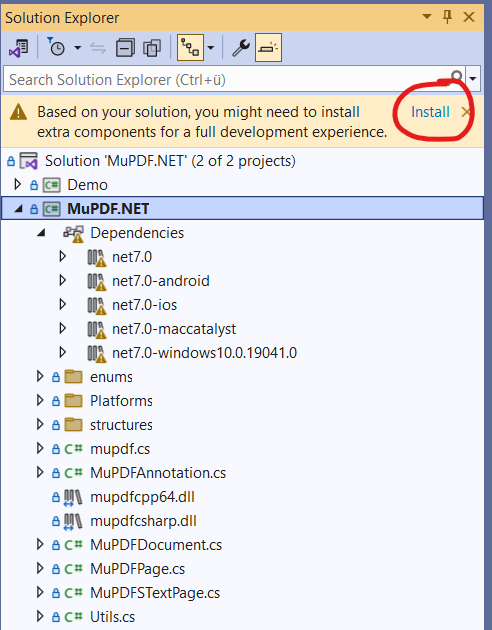 Solution Explorer
Search Solution Explorer (Ctrl+ü)
Based on your solution, you might need to install Install
extra components for a full development experience.
Solution 'MuPDF.NET' (2 of 2 projects)
C# Demo
C# MuPDF.NET
Dependencies
net7.0
net7.0-android
net7.0-ios
net7.0-maccatalyst
net7.0-windows10.0.19041.0
enums
Platforms
structures
C# mupdf.cs
C# MuPDFAnnotation.cs
mupdfcpp64.dll
mupdfcsharp.dll
C# MuPDFDocument.cs
C# MuPDFPage.cs
C# MuPDFSTextPage.cs
C# Utils.cs